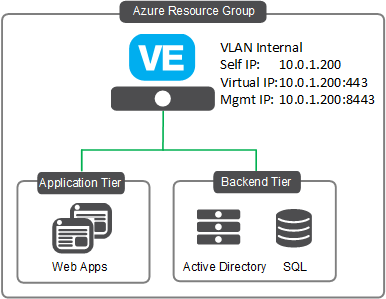 Azure Resource Group
VE
VLAN Internal
Self IP: 10.0.1.200
Virtual IP:10.0.1.200:443
Mgmt IP: 10.0.1.200:8443
Application Tier
Backend Tier
Web Apps
Active Directory
SQL